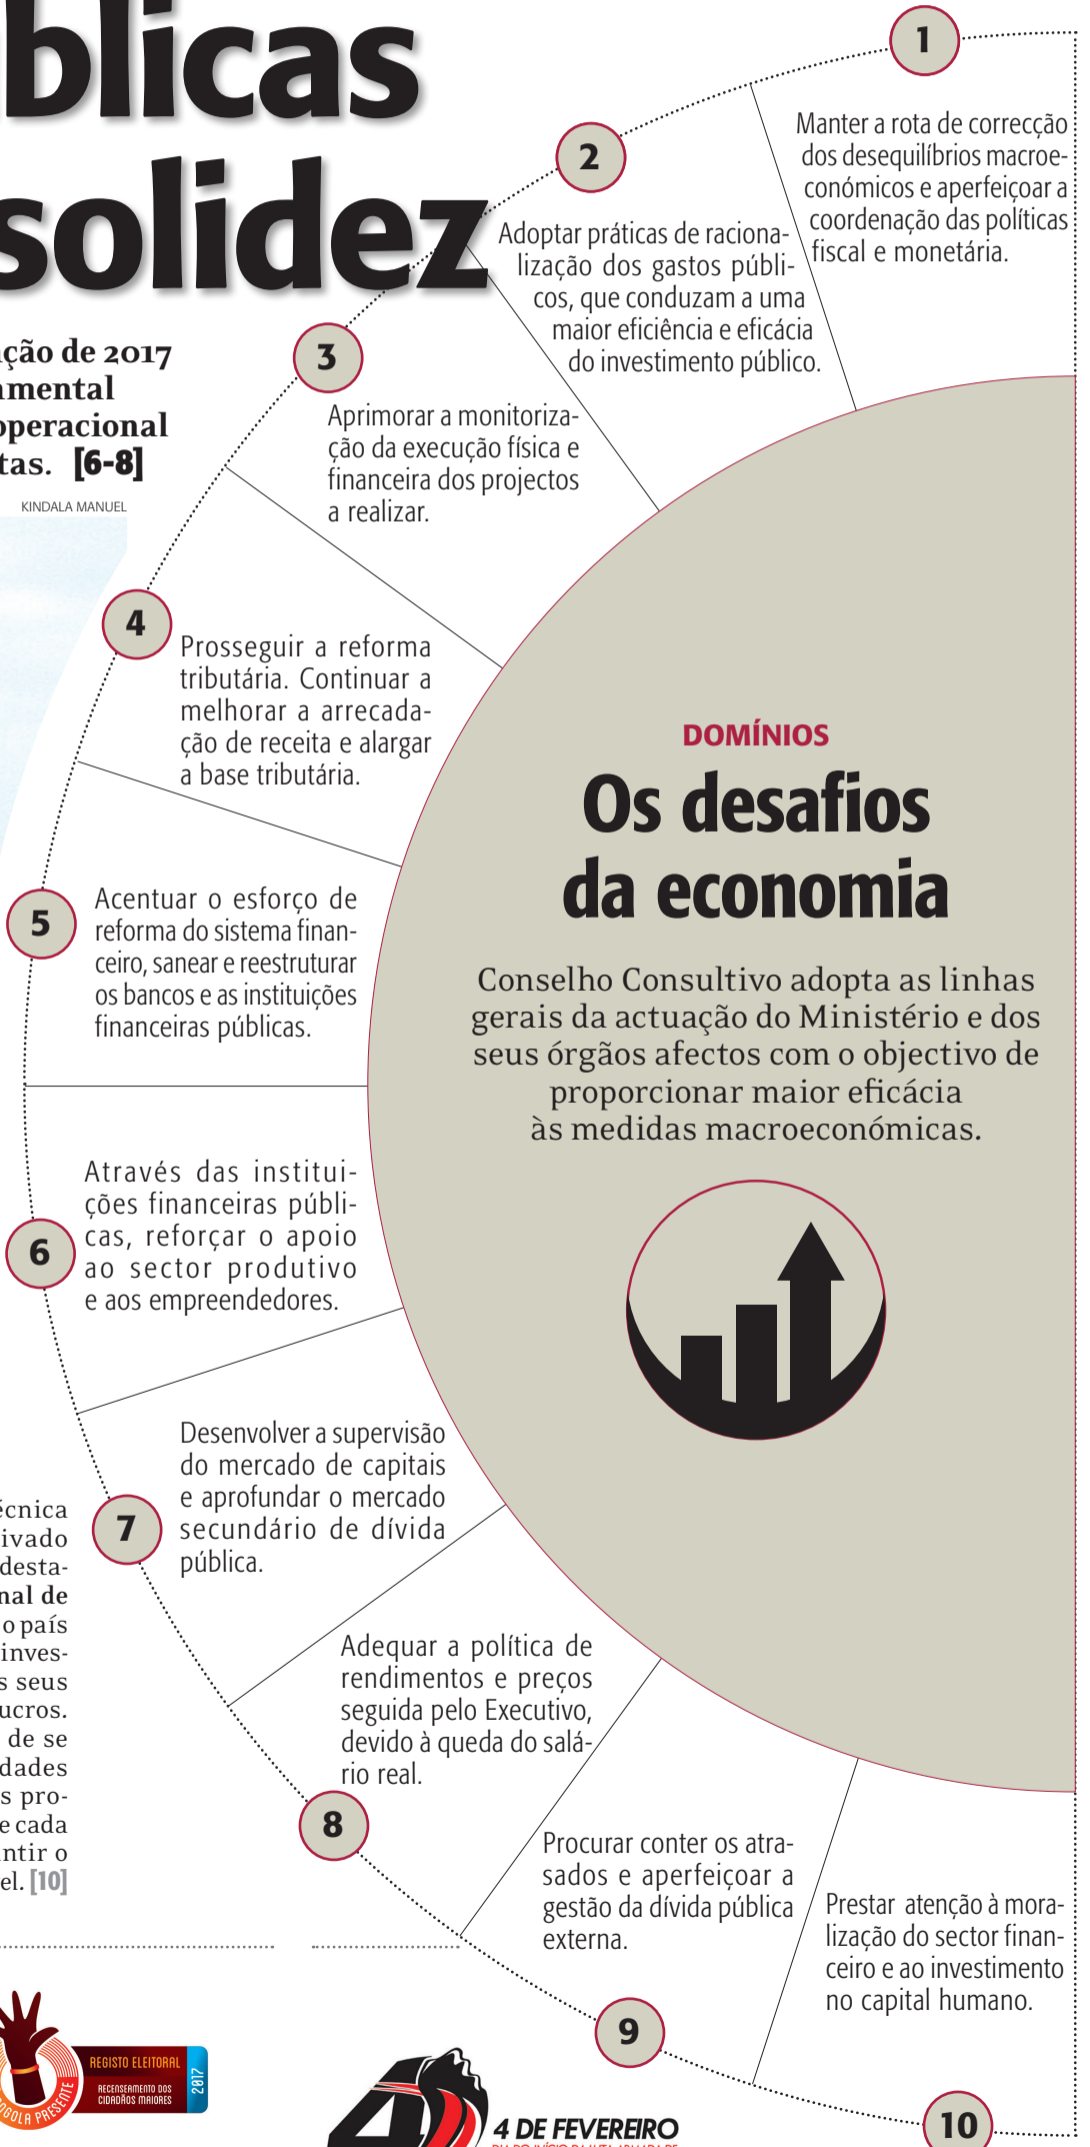 blicas
solidez
ção de 2017
amental
operacional
tas. [6-8]
KINDALA MANUEL
1
Manter a rota de correcção
dos desequilíbrios macroe-
conómicos e aperfeiçoar a
coordenação das políticas
fiscal e monetária.
2
Adoptar práticas de raciona-
lização dos gastos públi-
cos, que conduzam a uma
maior eficiência e eficácia
do investimento público.
3
Aprimorar a monitoriza-
ção da execução física e
financeira dos projectos
a realizar.
4
Prosseguir a reforma
tributária. Continuar a
melhorar a arrecada-
ção de receita e alargar
a base tributária.
5
Acentuar o esforço de
reforma do sistema finan-
ceiro, sanear e reestruturar
os bancos e as instituições
financeiras públicas.
6
Através das institui-
ções financeiras públi-
cas, reforçar o apoio
ao sector produtivo
e aos empreendedores.
7
Desenvolver a supervisão
do mercado de capitais
e aprofundar o mercado
secundário de dívida
pública.
8
Adequar a política de
rendimentos e preços
seguida pelo Executivo,
devido à queda do salá-
rio real.
9
Procurar conter os atra-
sados e aperfeiçoar a
gestão da dívida pública
externa.
10
Prestar atenção à mora-
lização do sector finan-
ceiro e ao investimento
no capital humano.
DOMÍNIOS
Os desafios
da economia
Conselho Consultivo adopta as linhas
gerais da actuação do Ministério e dos
seus órgãos afectos com o objectivo de
proporcionar maior eficácia
às medidas macroeconómicas.
écnica
ivado
desta-
nal de
o país
inves-
s seus
ucros.
de se
dades
s pro-
e cada
ntir o
el. [10]
NGOLA PRESENTE
REGISTO ELEITORAL
RECENSEAMENTO DOS
CIDADÃOS MAIORES
2017
4 DE FEVEREIRO